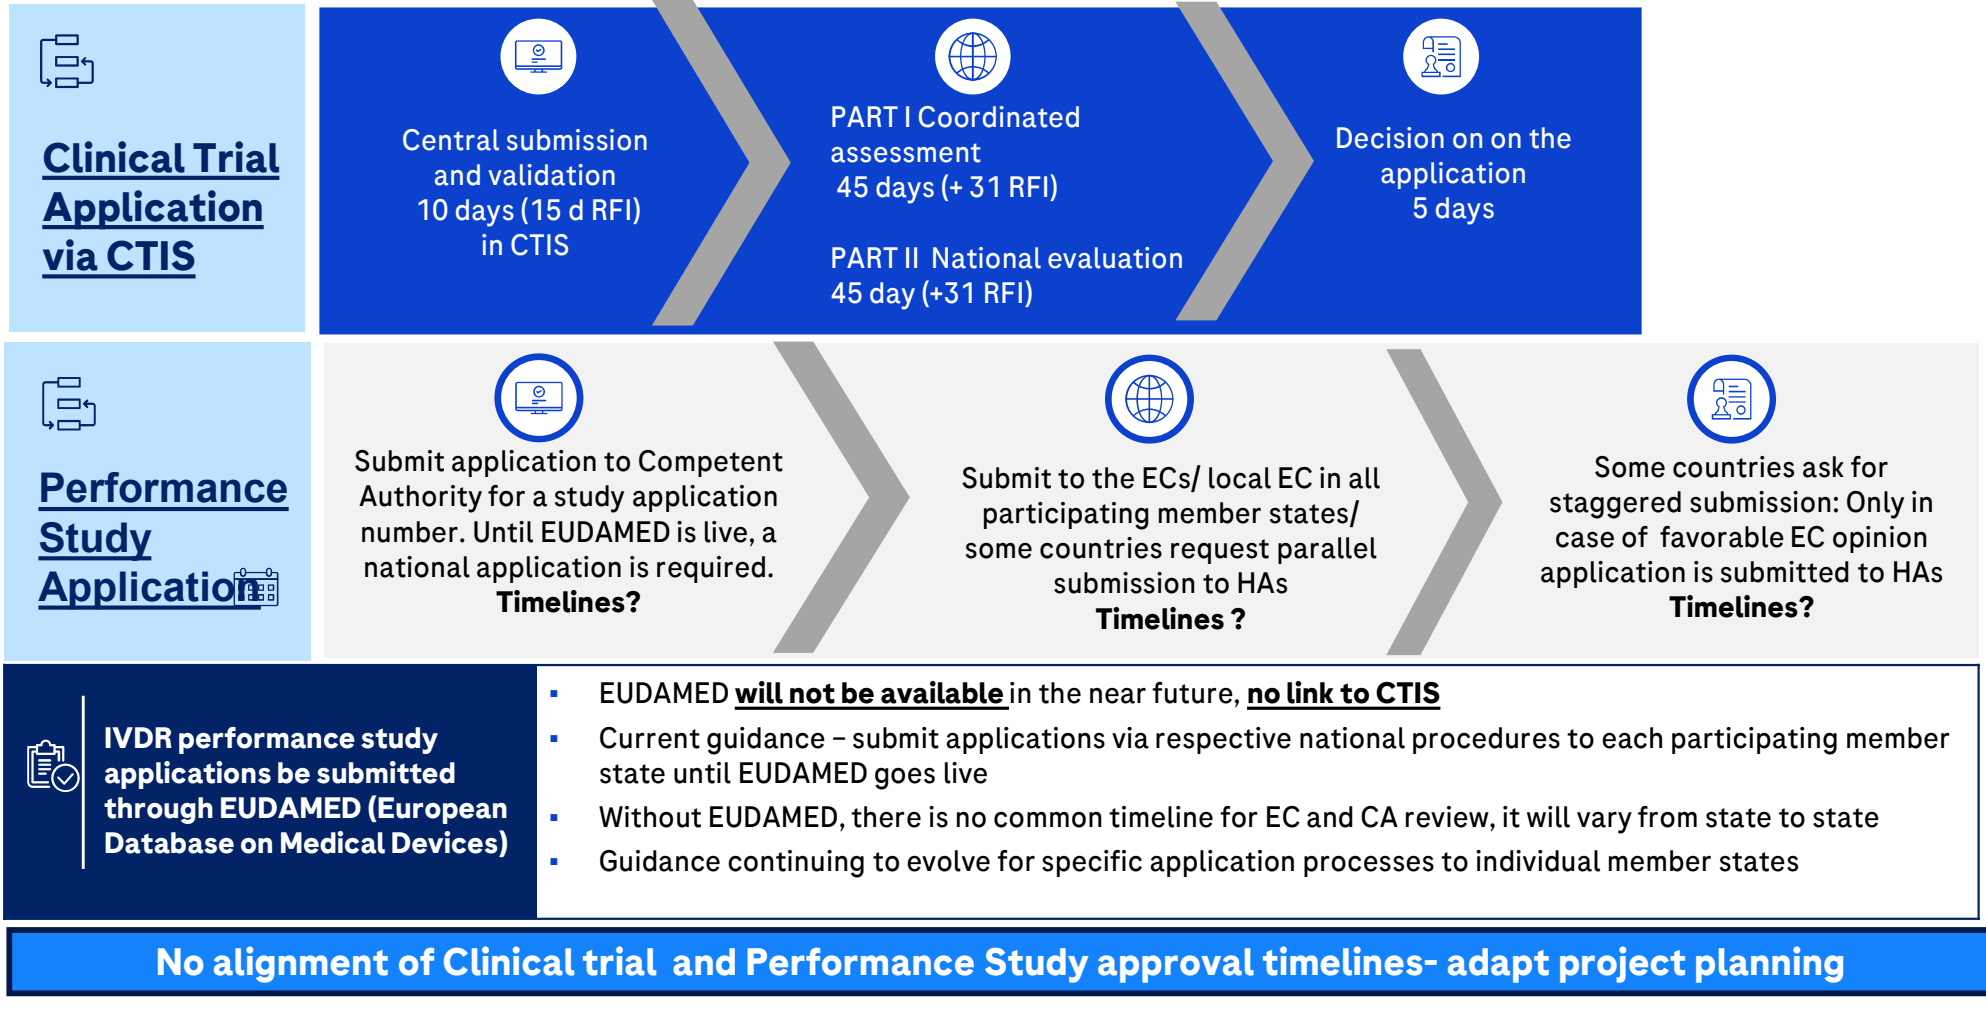 Clinical Trial
Application
via CTIS
Central submission
and validation
10 days (15 d RFI)
in CTIS
PART I Coordinated
assessment
45 days (+ 31 RFI)
PART II  National evaluation
45 day (+31 RFI)
Decision on on the
application
5 days
Performance
Study
Application
Submit application to Competent
Authority for a study application
number. Until EUDAMED is live, a
national application is required.
Timelines?
Submit to the ECs/ local EC in all
participating member states/
some countries request parallel
submission to HAs
Timelines ?
Some countries ask for
staggered submission: Only in
case of  favorable EC opinion
application is submitted to HAs
Timelines?
IVDR performance study
applications be submitted
through EUDAMED (European
Database on Medical Devices)
▪ EUDAMED will not be available in the near future, no link to CTIS
▪ Current guidance – submit applications via respective national procedures to each participating member
state until EUDAMED goes live
▪ Without EUDAMED, there is no common timeline for EC and CA review, it will vary from state to state
▪ Guidance continuing to evolve for specific application processes to individual member states
No alignment of Clinical trial  and Performance Study approval timelines- adapt project planning